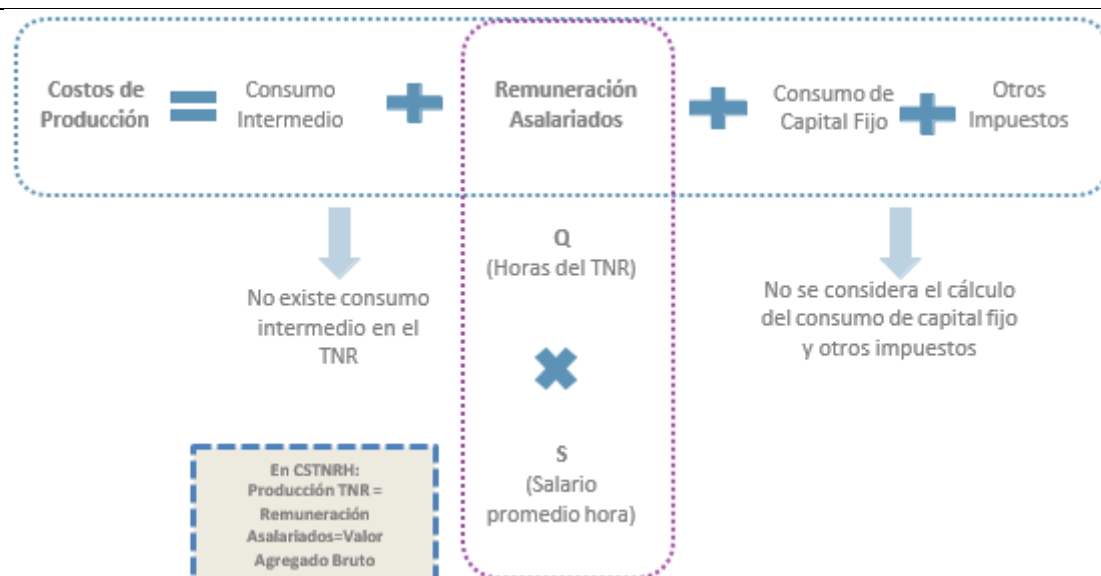 Costos de
Producción
Consumo
Intermedio
Remuneración
Asalariados
Consumo de
Capital Fijo
Otros
Impuestos
No existe consumo
intermedio en el
TNR
Q
(Horas del TNR)
No se considera el cálculo
del consumo de capital fijo
y otros impuestos
S
(Salario
promedio hora)
En CSTNRH:
Producción TNR =
Remuneración
Asalariados=Valor
Agregado Bruto